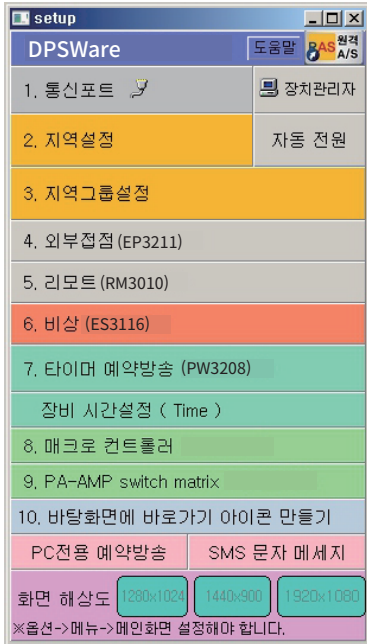 setup
DPSWare 도움말 RAS 원격 A/S
1. 통신포트 장치관리자
2. 지역설정 자동 전원
3. 지역그룹설정
4. 외부접점(EP3211)
5. 리모트(RM3010)
6. 비상(ES3116)
7. 타이머 예약방송 (PW3208)
장비 시간설정 ( Time )
8. 매크로 컨트롤러
9. PA-AMP switch matrix
10. 바탕화면에 바로가기 아이콘 만들기
PC전용 예약방송 SMS 문자 메세지
화면 해상도 1280x1024 1440x900 1920x1080
※옵션->메뉴->메인화면 설정해야 합니다.